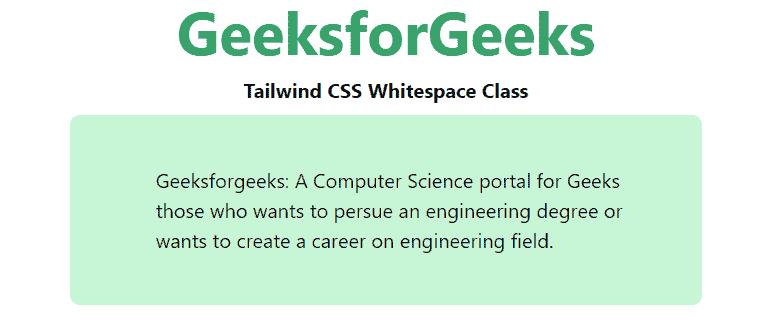 GeeksforGeeks
Tailwind CSS Whitespace Class
Geeksforgeeks: A Computer Science portal for Geeks
those who wants to persue an engineering degree or
wants to create a career on engineering field.